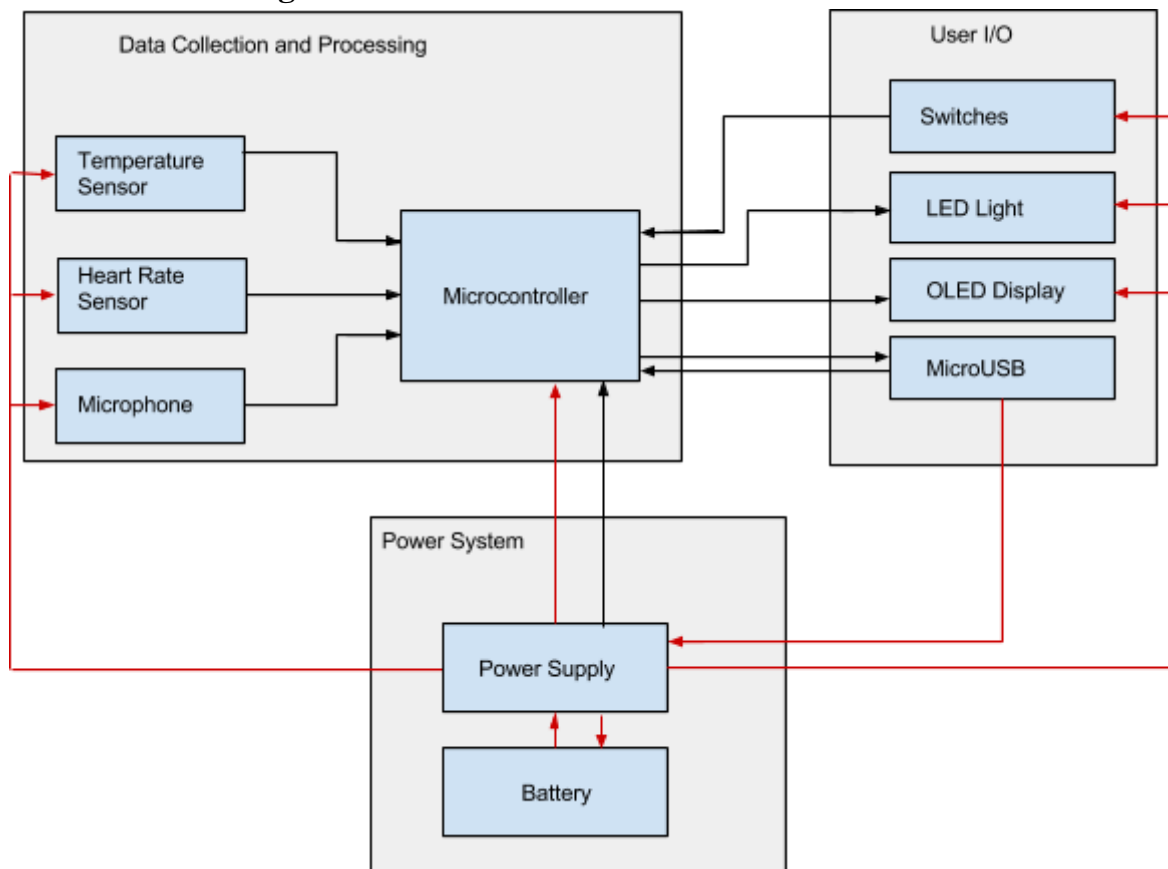 Data Collection and Processing
User I/O
Switches
Temperature
Sensor
LED Light
Heart Rate
Sensor
Microcontroller
OLED Display
MicroUSB
Microphone
Power System
Power Supply
Battery